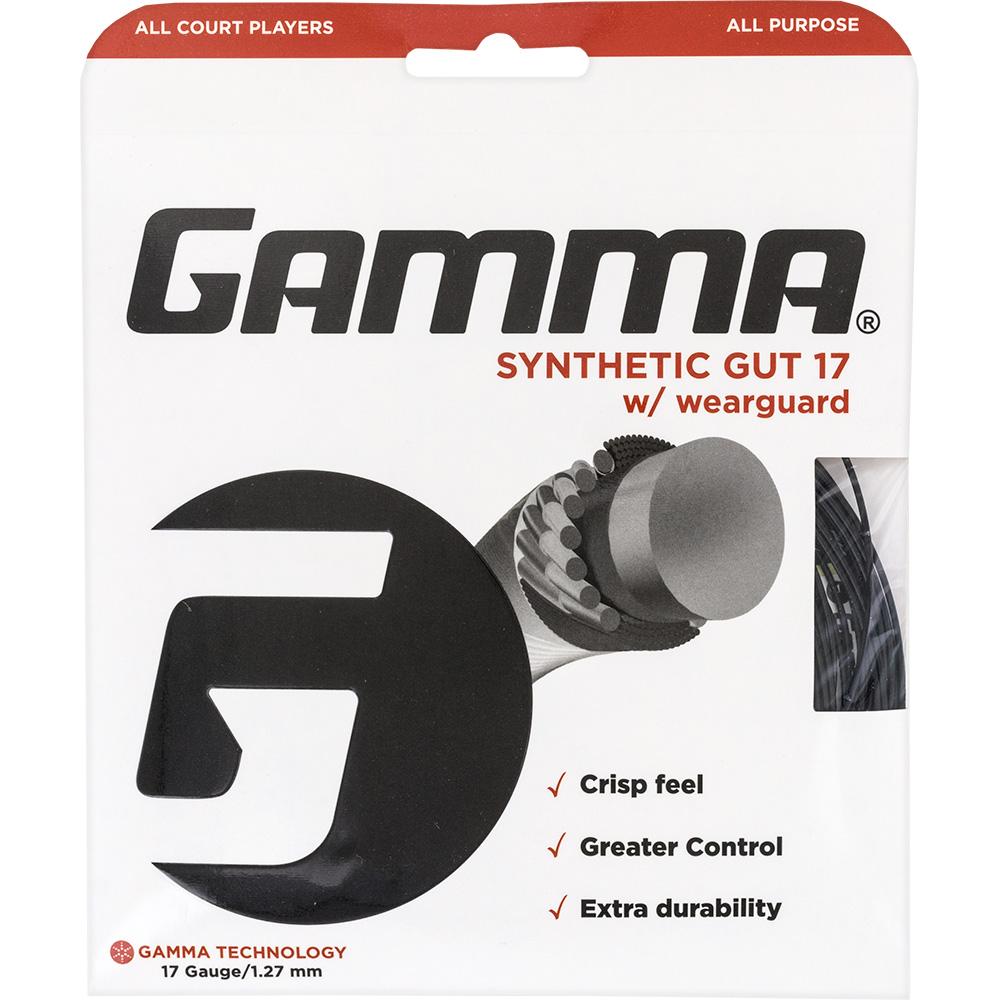 ALL COURT PLAYERS
ALL PURPOSE
GAMMA®
SYNTHETIC GUT 17
w/ wearguard
✓ Crisp feel
✓ Greater Control
✓ Extra durability
GAMMA TECHNOLOGY
17 Gauge/1.27 mm